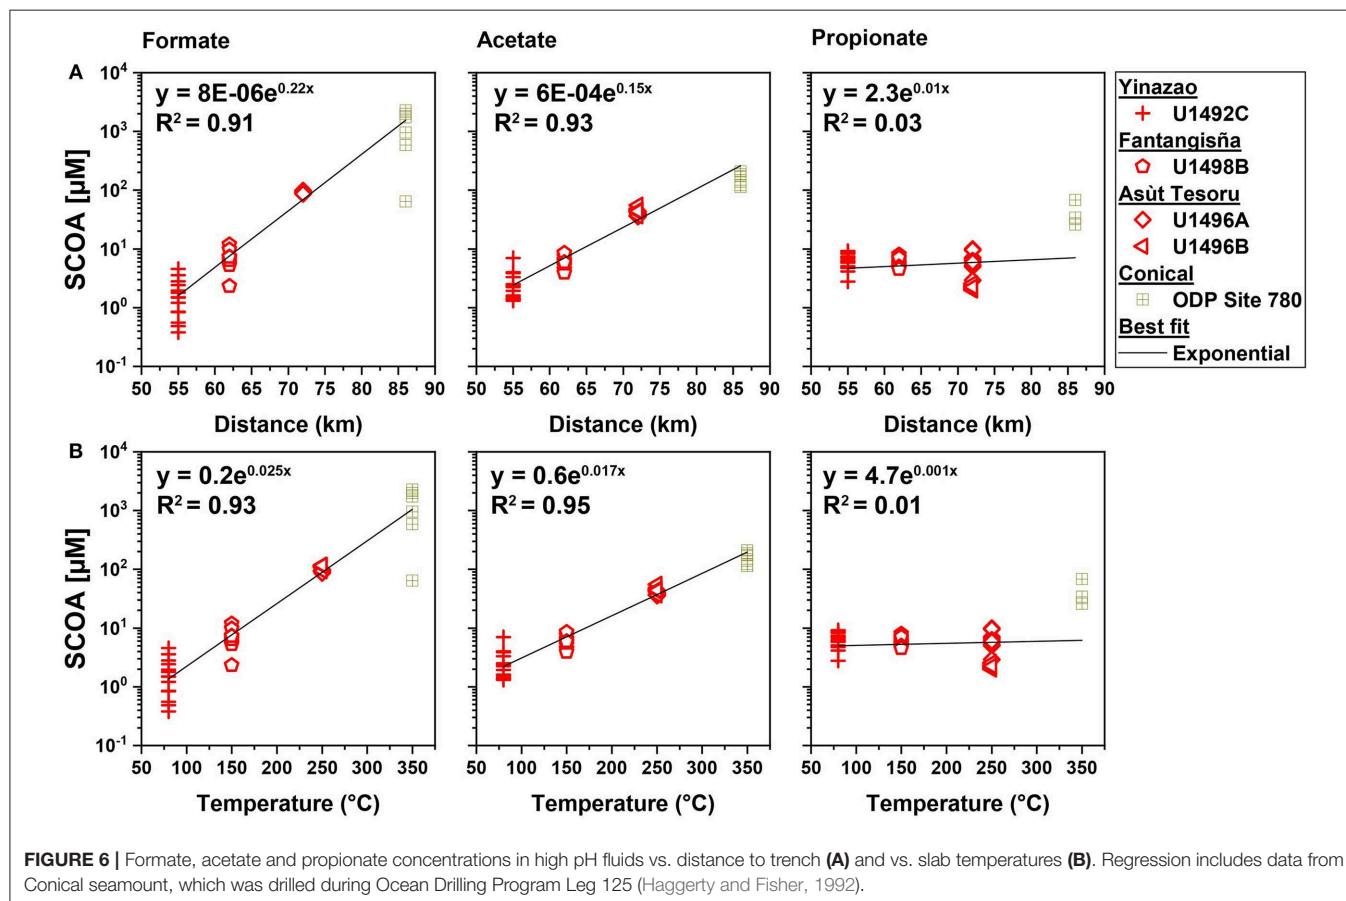 Formate
Acetate
Propionate
A
SCOA [µM]
10⁴
10³
10²
10¹
10⁰
10⁻¹
y = 8E-06e^0.22x
R² = 0.91
50 55 60 65 70 75 80 85 90
Distance (km)
y = 6E-04e^0.15x
R² = 0.93
50 55 60 65 70 75 80 85 90
Distance (km)
y = 2.3e^0.01x
R² = 0.03
50 55 60 65 70 75 80 85 90
Distance (km)
Yinazao
U1492C
Fantangisña
U1498B
Asùt Tesoru
U1496A
U1496B
Conical
ODP Site 780
Best fit
Exponential
B
SCOA [µM]
10⁴
10³
10²
10¹
10⁰
10⁻¹
y = 0.2e^0.025x
R² = 0.93
50 100 150 200 250 300 350
Temperature (°C)
y = 0.6e^0.017x
R² = 0.95
50 100 150 200 250 300 350
Temperature (°C)
y = 4.7e^0.001x
R² = 0.01
50 100 150 200 250 300 350
Temperature (°C)
FIGURE 6 | Formate, acetate and propionate concentrations in high pH fluids vs. distance to trench (A) and vs. slab temperatures (B). Regression includes data from
Conical seamount, which was drilled during Ocean Drilling Program Leg 125 (Haggerty and Fisher, 1992).